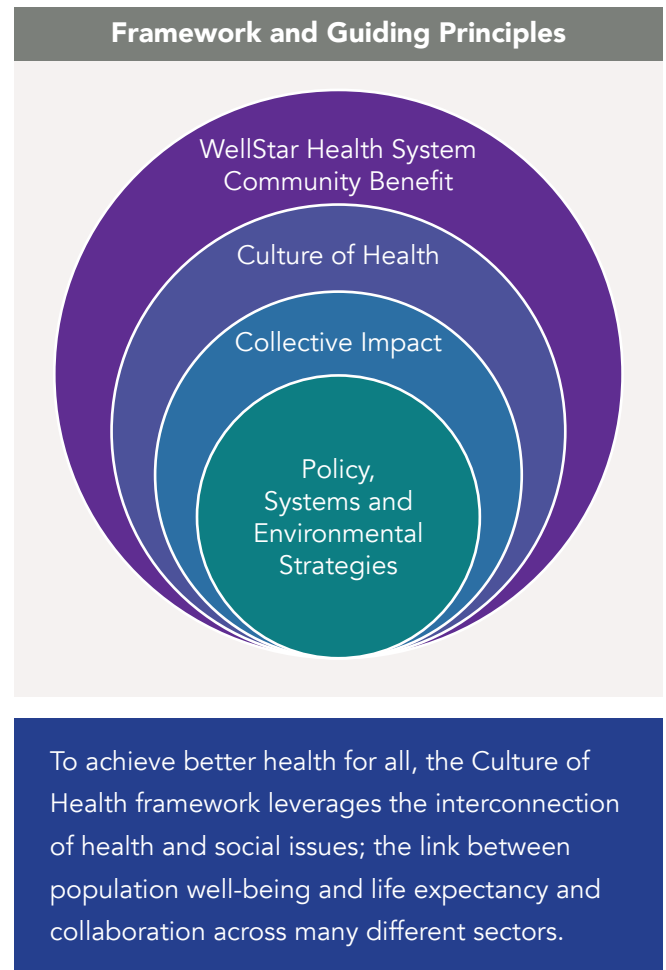 Framework and Guiding Principles
WellStar Health System
Community Benefit
Culture of Health
Collective Impact
Policy,
Systems and
Environmental
Strategies
To achieve better health for all, the Culture of
Health framework leverages the interconnection
of health and social issues; the link between
population well-being and life expectancy and
collaboration across many different sectors.